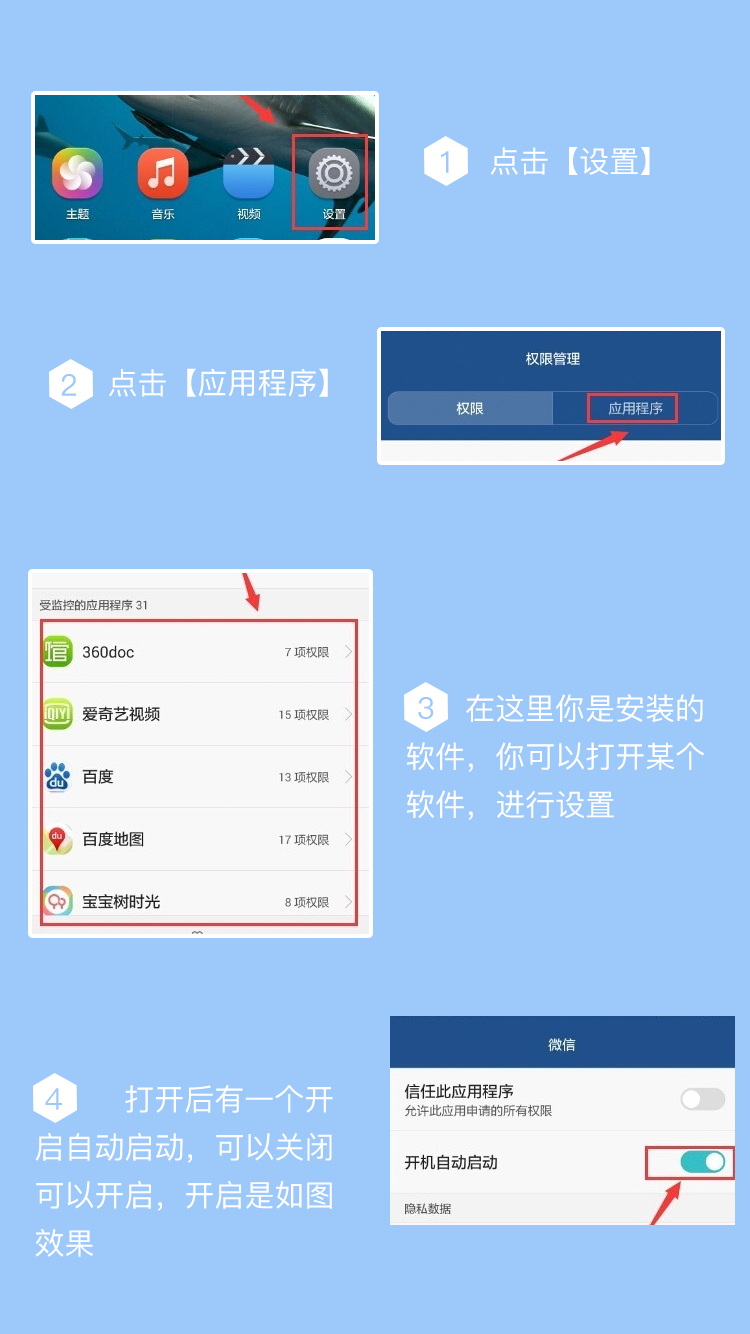 主题 音乐 视频 设置
1 点击【设置】
2 点击【应用程序】
权限管理
权限 应用程序
受监控的应用程序 31
信 360doc 7 项权限
QIYI 爱奇艺视频 15 项权限
du 百度 13 项权限
du 百度地图 17 项权限
宝宝树时光 8 项权限
3 在这里你是安装的
软件，你可以打开某个
软件，进行设置
4 打开后有一个开
启自动启动，可以关闭
可以开启，开启是如图
效果
微信
信任此应用程序
允许此应用申请的所有权限
开机自动启动
隐私数据